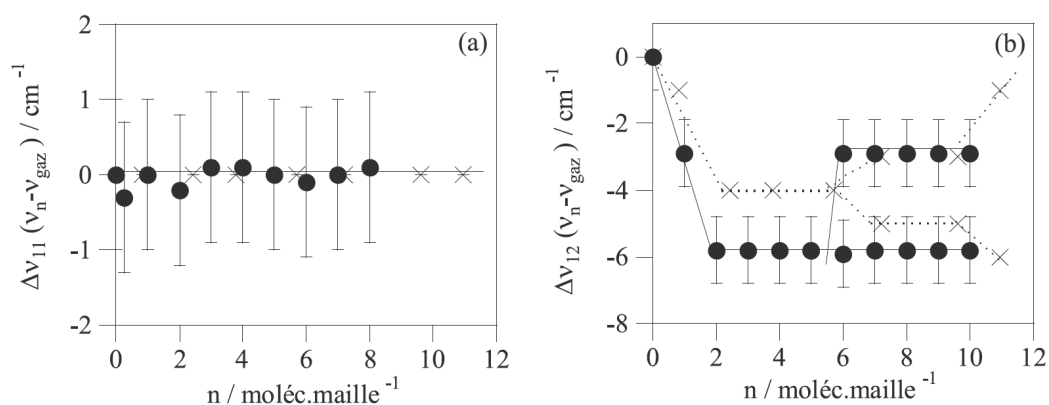 (a)
2
1
0
-1
-2
Δν11 (νn-νgaz) / cm-1
0 2 4 6 8 10 12
n / moléc.maille-1
(b)
0
-2
-4
-6
-8
Δν12 (νn-νgaz) / cm-1
0 2 4 6 8 10 12
n / moléc.maille-1